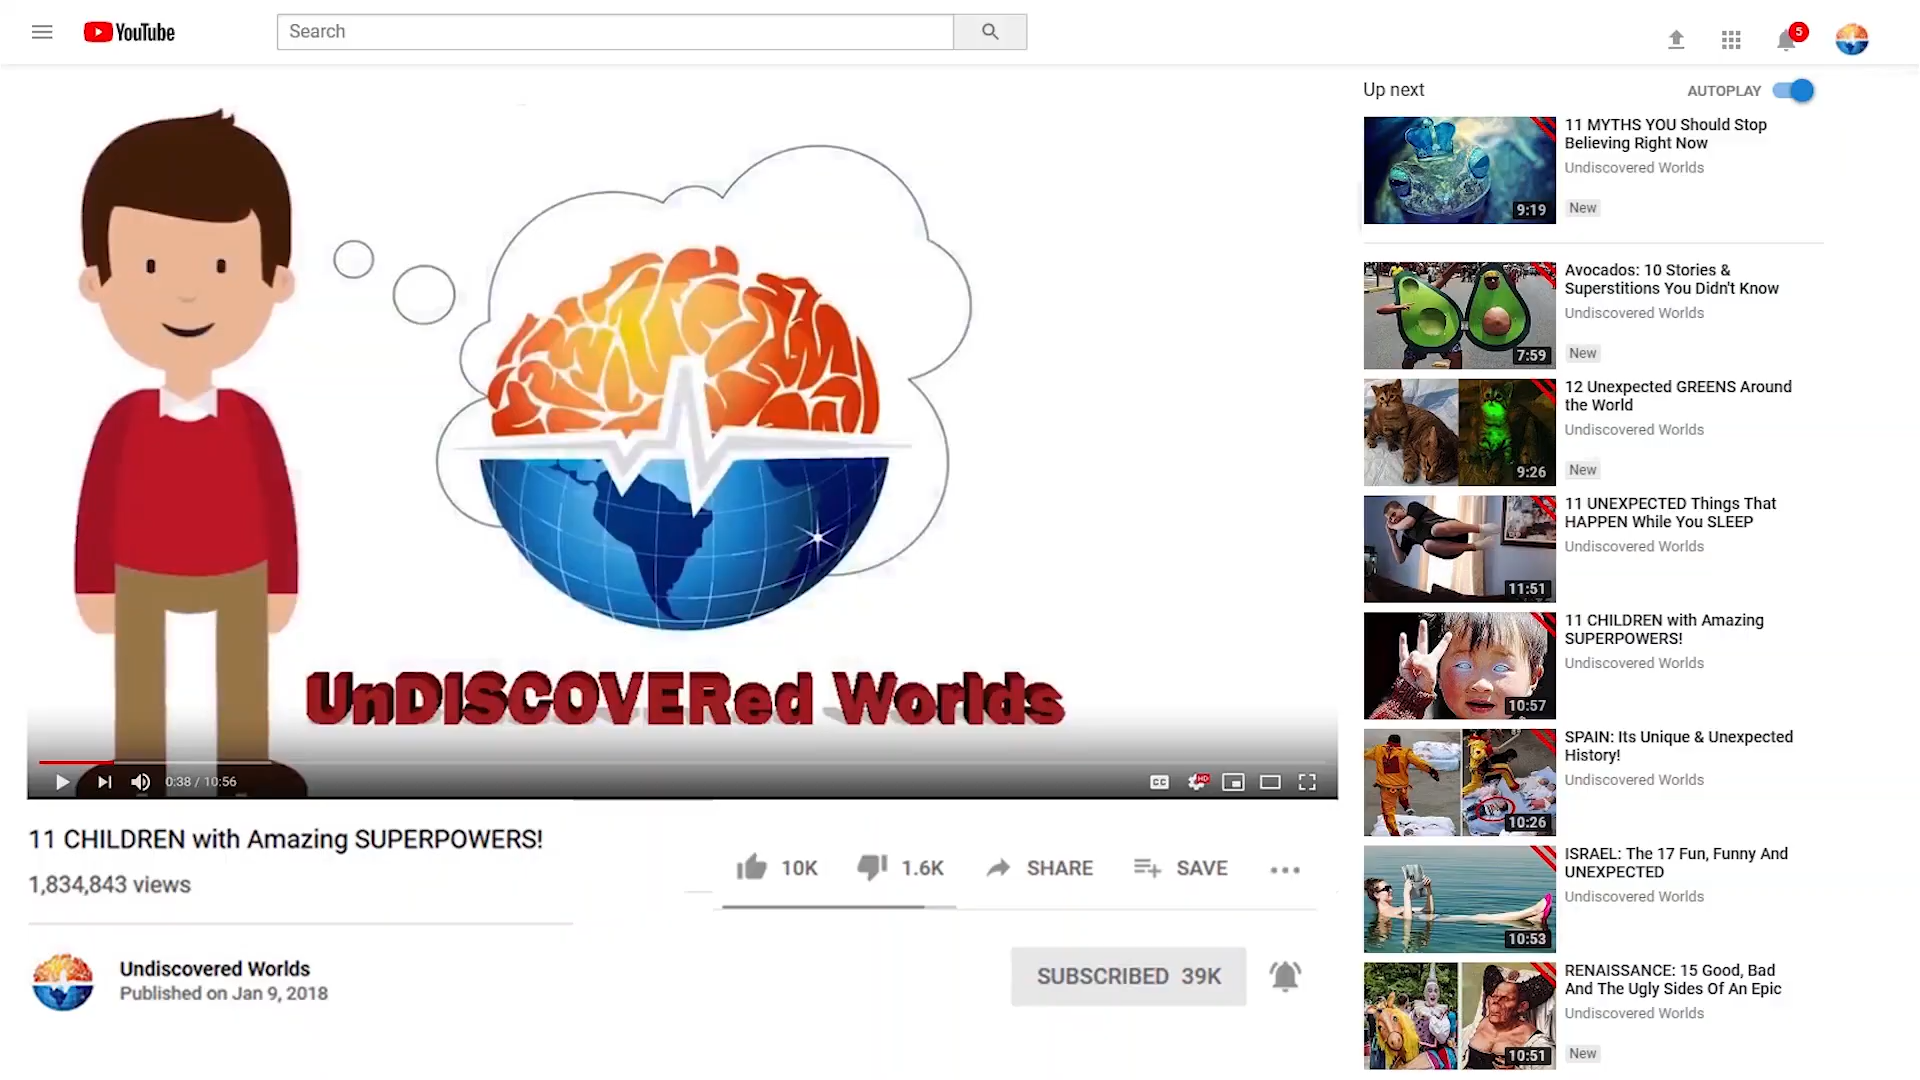 YouTube
Search
5
UnDISCOVERed Worlds
0:38 / 10:56
CC
HD
11 CHILDREN with Amazing SUPERPOWERS!
1,834,843 views
10K
1.6K
SHARE
SAVE
Undiscovered Worlds
Published on Jan 9, 2018
SUBSCRIBED 39K
Up next
AUTOPLAY
9:19
11 MYTHS YOU Should Stop
Believing Right Now
Undiscovered Worlds
New
7:59
Avocados: 10 Stories &
Superstitions You Didn't Know
Undiscovered Worlds
New
9:26
12 Unexpected GREENS Around
the World
Undiscovered Worlds
New
11:51
11 UNEXPECTED Things That
HAPPEN While You SLEEP
Undiscovered Worlds
10:57
11 CHILDREN with Amazing
SUPERPOWERS!
Undiscovered Worlds
10:26
SPAIN: Its Unique & Unexpected
History!
Undiscovered Worlds
10:53
ISRAEL: The 17 Fun, Funny And
UNEXPECTED
Undiscovered Worlds
10:51
RENAISSANCE: 15 Good, Bad
And The Ugly Sides Of An Epic
Undiscovered Worlds
New